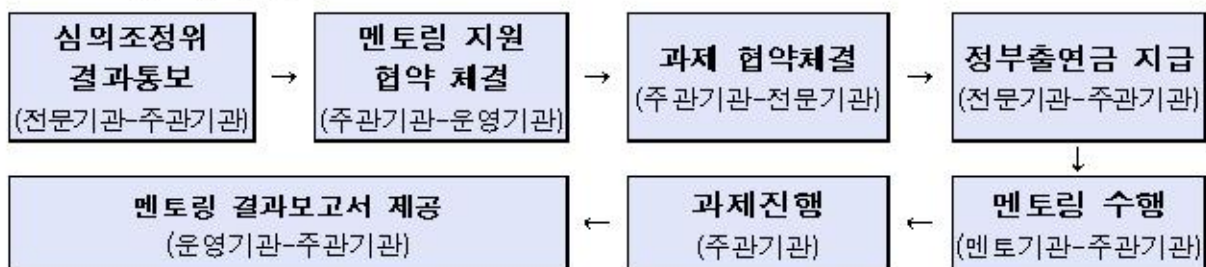 심의조정위
결과통보
(전문기관-주관기관)
→
멘토링 지원
협약 체결
(주관기관-운영기관)
→
과제 협약체결
(주관기관-전문기관)
→
정부출연금 지급
(전문기관-주관기관)
↓
멘토링 수행
(멘토기관-주관기관)
←
과제진행
(주관기관)
←
멘토링 결과보고서 제공
(운영기관-주관기관)